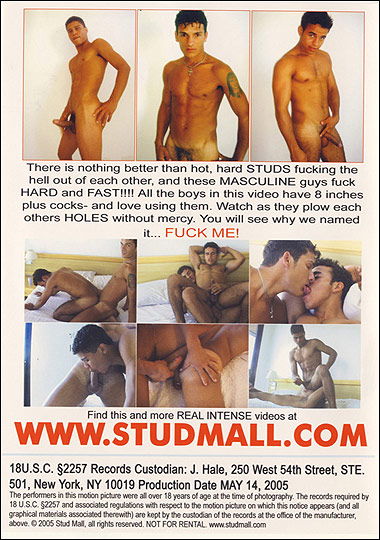 There is nothing better than hot, hard STUDS fucking the
hell out of each other, and these MASCULINE guys fuck
HARD and FAST!!!! All the boys in this video have 8 inches
plus cocks- and love using them. Watch as they plow each
others HOLES without mercy. You will see why we named
it... FUCK ME!
Find this and more REAL INTENSE videos at
WWW.STUDMALL.COM
18U.S.C. §2257 Records Custodian: J. Hale, 250 West 54th Street, STE.
501, New York, NY 10019 Production Date MAY 14, 2005
The performers in this motion picture were all over 18 years of age at the time of photography. The records required by
18 U.S.C. §2257 and associated regulations with respect to the motion picture on which this notice appears (and all
graphical materials associated therewith) are kept by the custodian of the records at the office of the manufacturer,
above. © 2005 Stud Mall, all rights reserved. NOT FOR RENTAL. www.studmall.com